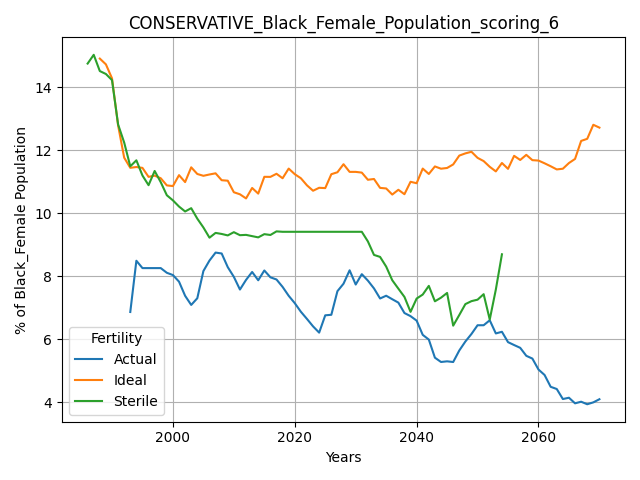 CONSERVATIVE_Black_Female_Population_scoring_6
% of Black_Female Population
14
12
10
8
6
4
Fertility
Actual
Ideal
Sterile
2000
2020
2040
2060
Years